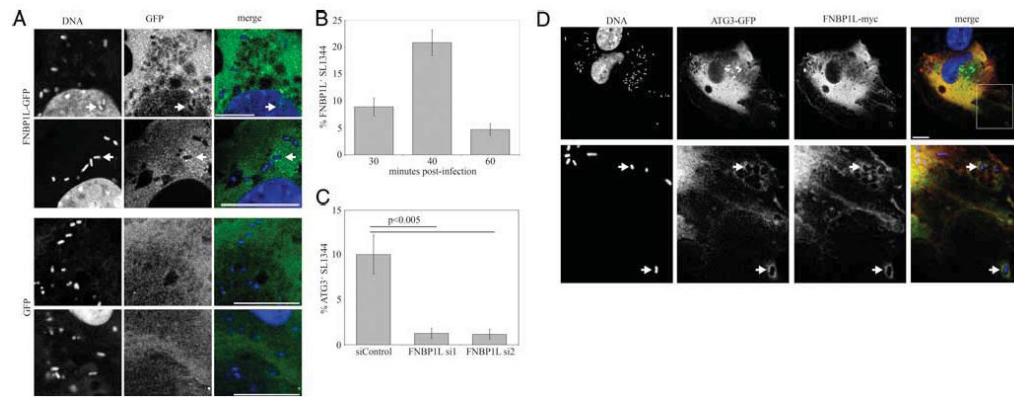 A
DNA GFP merge
FNBP1L-GFP
GFP
B
% FNBP1L⁺ SL1344
25
20
15
10
5
0
30 40 60
minutes post-infection
C
% ATG3⁺ SL1344
15
10
5
0
p<0.005
siControl FNBP1L si1 FNBP1L si2
D
DNA ATG3-GFP FNBP1L-myc merge